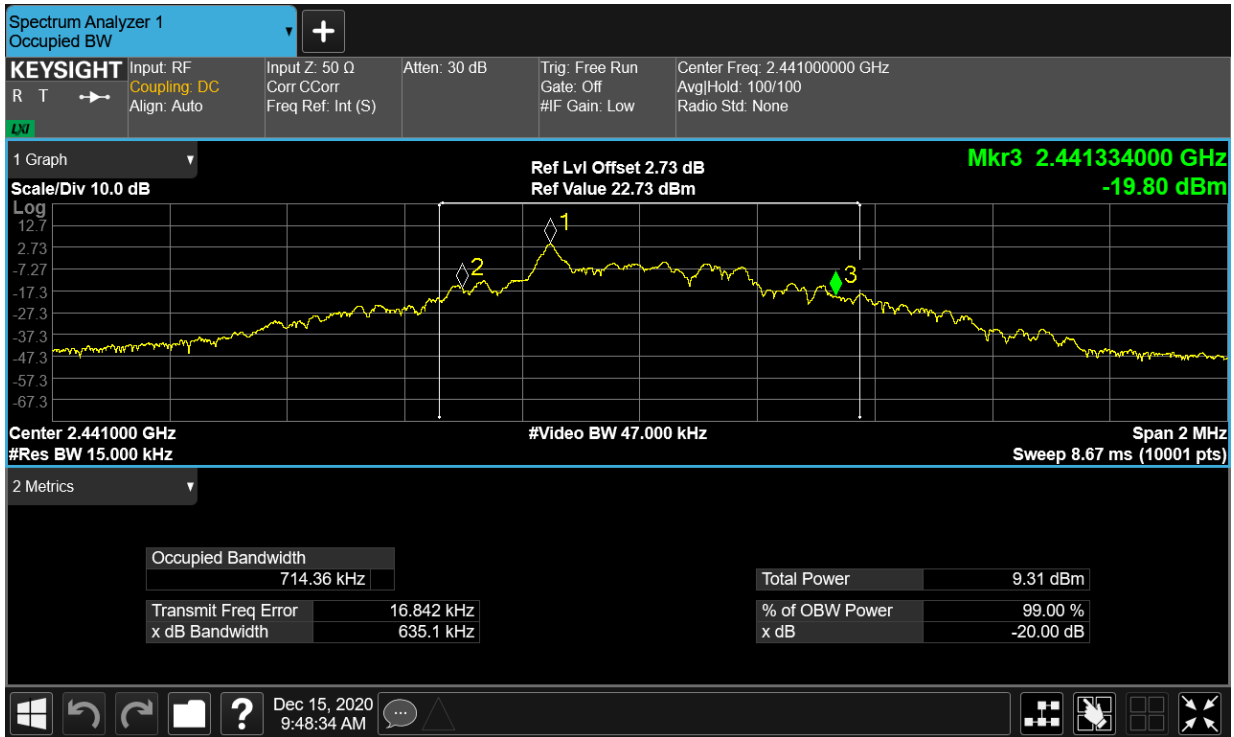 Spectrum Analyzer 1
Occupied BW
+
KEYSIGHT
R T
LXI
Input: RF
Coupling: DC
Align: Auto
Input Z: 50 Ω
Corr CCorr
Freq Ref: Int (S)
Atten: 30 dB
Trig: Free Run
Gate: Off
#IF Gain: Low
Center Freq: 2.441000000 GHz
Avg|Hold: 100/100
Radio Std: None
1 Graph
Scale/Div 10.0 dB
Ref Lvl Offset 2.73 dB
Ref Value 22.73 dBm
Mkr3 2.441334000 GHz
-19.80 dBm
Log
12.7
2.73
-7.27
-17.3
-27.3
-37.3
-47.3
-57.3
-67.3
1
2
3
Center 2.441000 GHz
#Res BW 15.000 kHz
#Video BW 47.000 kHz
Span 2 MHz
Sweep 8.67 ms (10001 pts)
2 Metrics
Occupied Bandwidth
714.36 kHz
Transmit Freq Error 16.842 kHz
x dB Bandwidth 635.1 kHz
Total Power 9.31 dBm
% of OBW Power 99.00 %
x dB -20.00 dB
?
Dec 15, 2020
9:48:34 AM